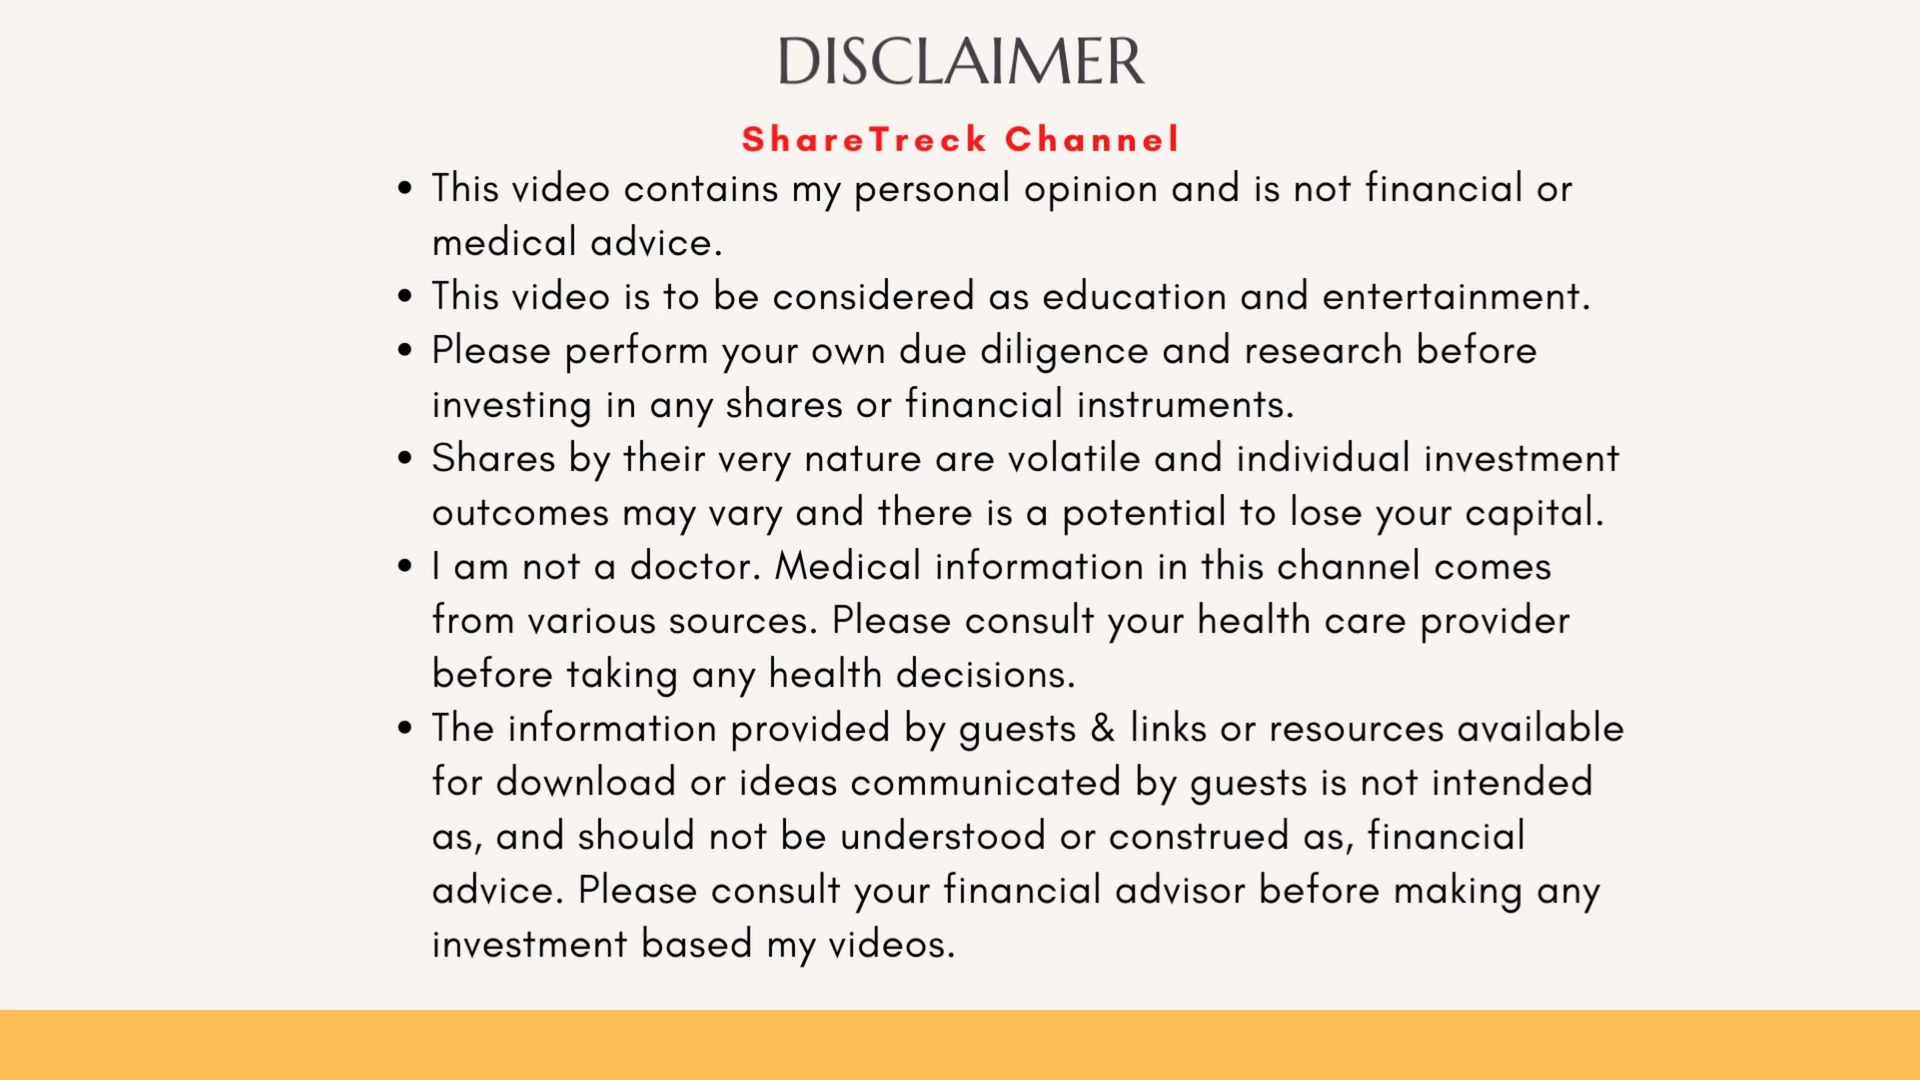 DISCLAIMER
ShareTreck Channel
• This video contains my personal opinion and is not financial or
medical advice.
• This video is to be considered as education and entertainment.
• Please perform your own due diligence and research before
investing in any shares or financial instruments.
• Shares by their very nature are volatile and individual investment
outcomes may vary and there is a potential to lose your capital.
• I am not a doctor. Medical information in this channel comes
from various sources. Please consult your health care provider
before taking any health decisions.
• The information provided by guests & links or resources available
for download or ideas communicated by guests is not intended
as, and should not be understood or construed as, financial
advice. Please consult your financial advisor before making any
investment based my videos.